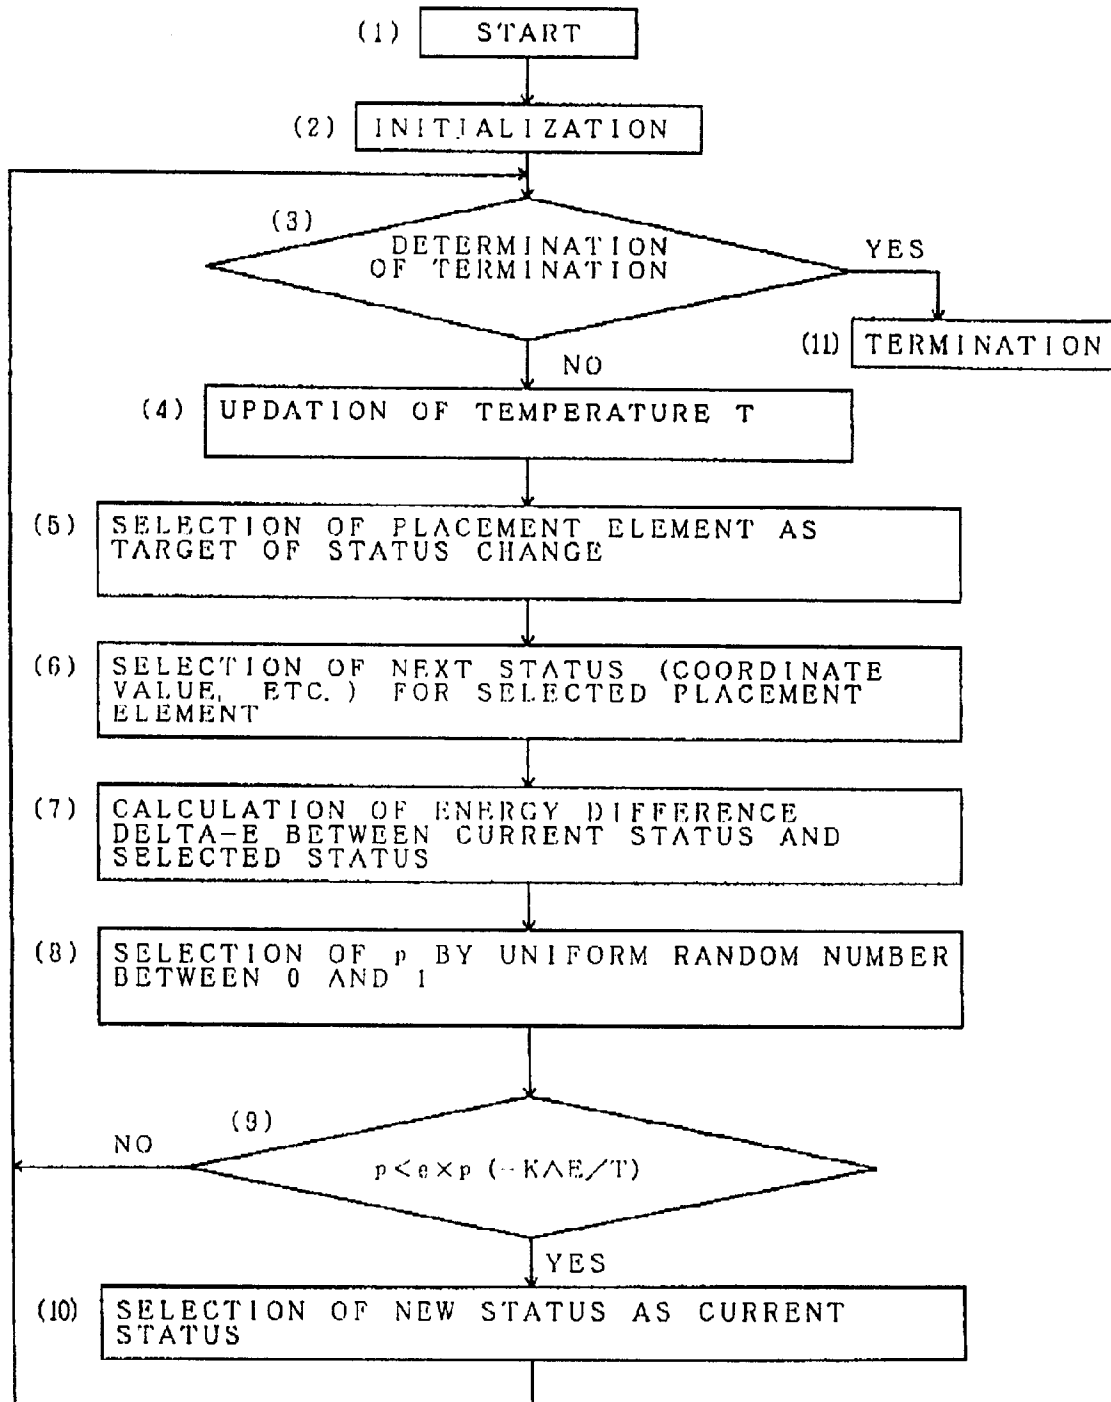 (1) START
(2) INITIALIZATION
(3)
DETERMINATION
OF TERMINATION
YES
(11) TERMINATION
NO
(4) UPDATION OF TEMPERATURE T
(5) SELECTION OF PLACEMENT ELEMENT AS
TARGET OF STATUS CHANGE
(6) SELECTION OF NEXT STATUS (COORDINATE
VALUE, ETC.) FOR SELECTED PLACEMENT
ELEMENT
(7) CALCULATION OF ENERGY DIFFERENCE
DELTA-E BETWEEN CURRENT STATUS AND
SELECTED STATUS
(8) SELECTION OF p BY UNIFORM RANDOM NUMBER
BETWEEN 0 AND 1
(9)
NO
p<e×p (-KΛE/T)
YES
(10) SELECTION OF NEW STATUS AS CURRENT
STATUS